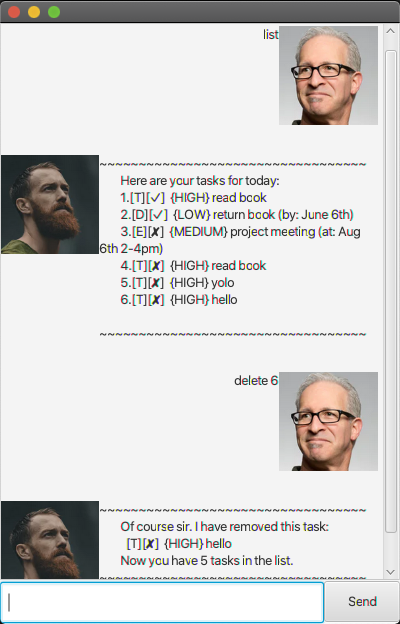 list
~~~~~~~~~~~~~~~~~~~~~~~~~~~~~~~~~
Here are your tasks for today:
1.[T][✓] {HIGH} read book
2.[D][✓] {LOW} return book (by: June 6th)
3.[E][✘] {MEDIUM} project meeting (at: Aug
6th 2-4pm)
4.[T][✘] {HIGH} read book
5.[T][✘] {HIGH} yolo
6.[T][✘] {HIGH} hello
~~~~~~~~~~~~~~~~~~~~~~~~~~~~~~~~~
delete 6
~~~~~~~~~~~~~~~~~~~~~~~~~~~~~~~~~
Of course sir. I have removed this task:
[T][✘] {HIGH} hello
Now you have 5 tasks in the list.
~~~~~~~~~~~~~~~~~~~~~~~~~~~~~~~~~
Send